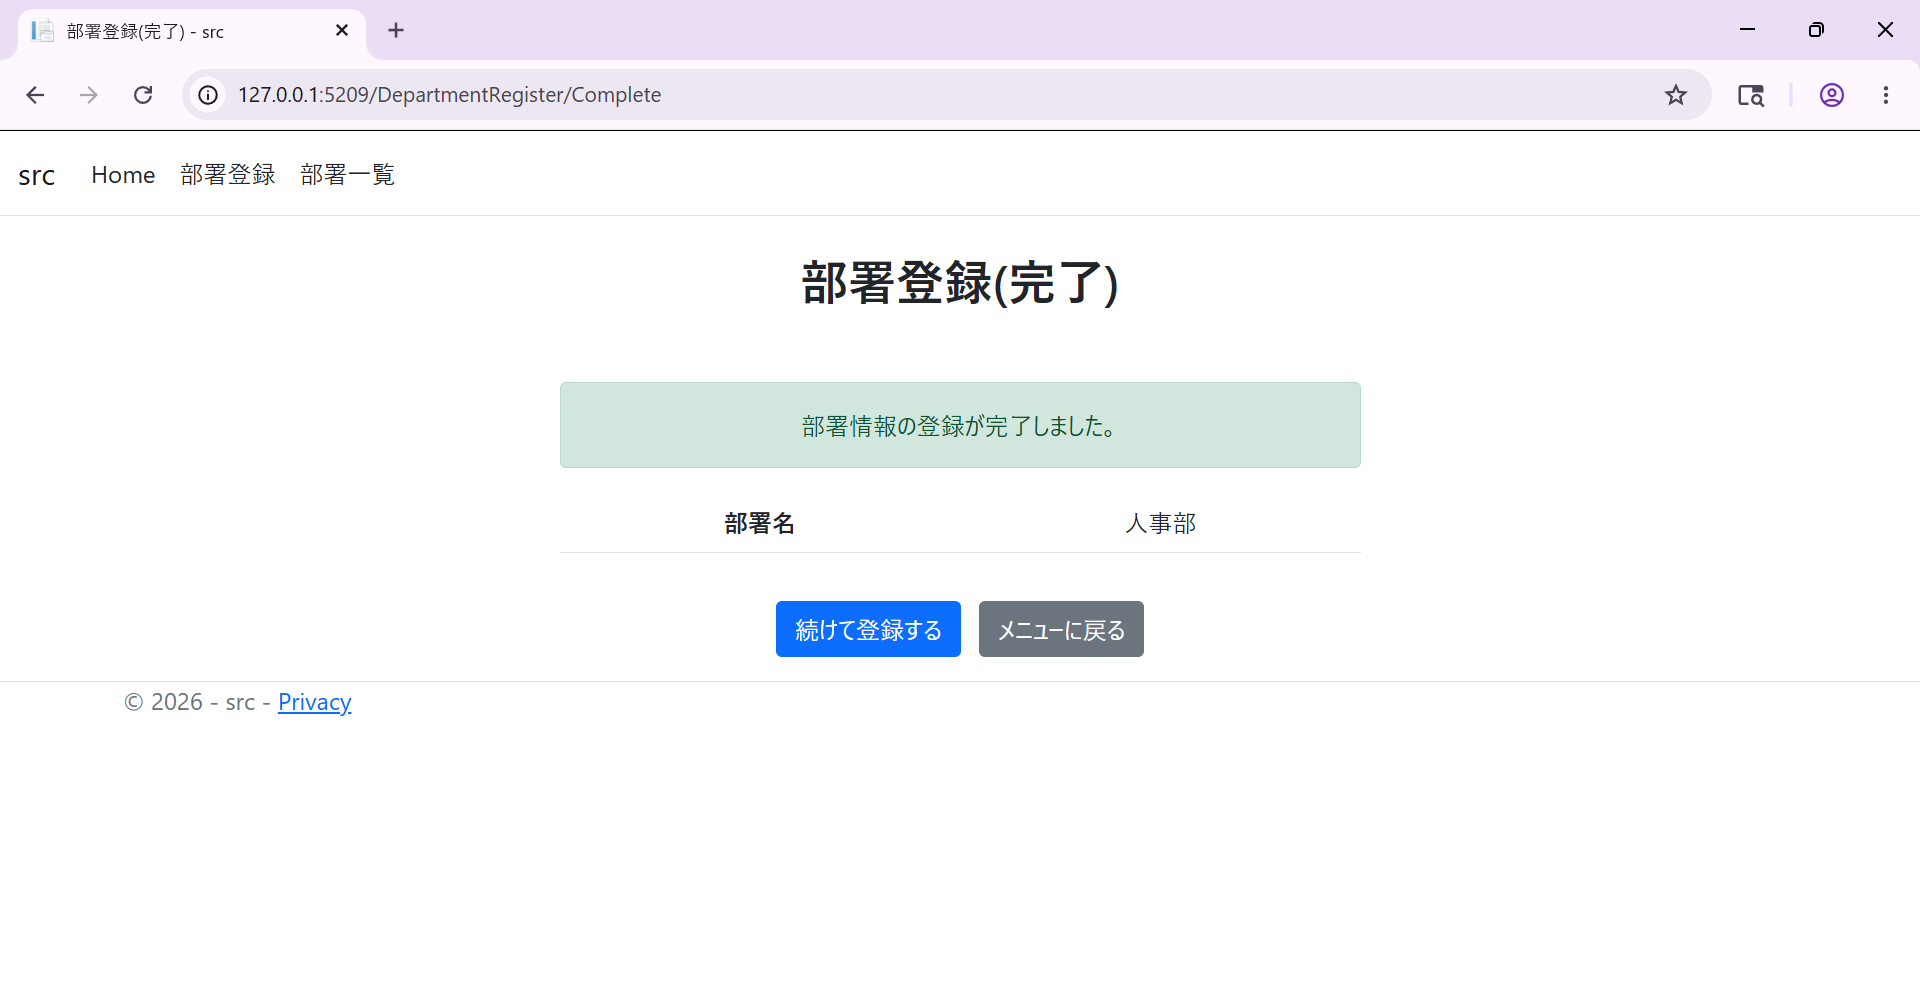 部署登録(完了) - src
127.0.0.1:5209/DepartmentRegister/Complete
src Home 部署登録 部署一覧
部署登録(完了)
部署情報の登録が完了しました。
部署名 人事部
続けて登録する メニューに戻る
© 2026 - src - Privacy